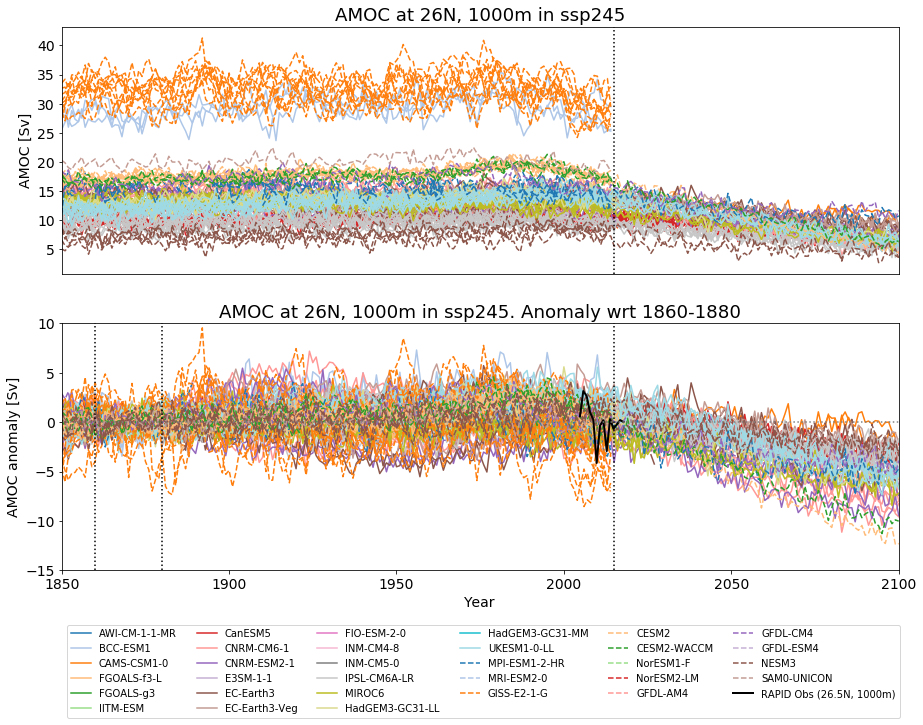 AMOC at 26N, 1000m in ssp245
40
35
30
25
20
15
10
5
AMOC [Sv]
AMOC at 26N, 1000m in ssp245. Anomaly wrt 1860-1880
10
5
0
−5
−10
−15
AMOC anomaly [Sv]
1850 1900 1950 2000 2050 2100
Year
AWI-CM-1-1-MR CanESM5 FIO-ESM-2-0 HadGEM3-GC31-MM CESM2 GFDL-CM4
BCC-ESM1 CNRM-CM6-1 INM-CM-4-8 UKESM1-0-LL CESM2-WACCM GFDL-ESM4
CAMS-CSM1-0 CNRM-ESM2-1 INM-CM5-0 MPI-ESM1-2-HR NorESM1-F NESM3
FGOALS-f3-L E3SM-1-1 IPSL-CM6A-LR MRI-ESM2-0 NorESM2-LM SAM0-UNICON
FGOALS-g3 EC-Earth3 MIROC6 GISS-E2-1-G GFDL-AM4 RAPID Obs (26.5N, 1000m)
IITM-ESM EC-Earth3-Veg HadGEM3-GC31-LL